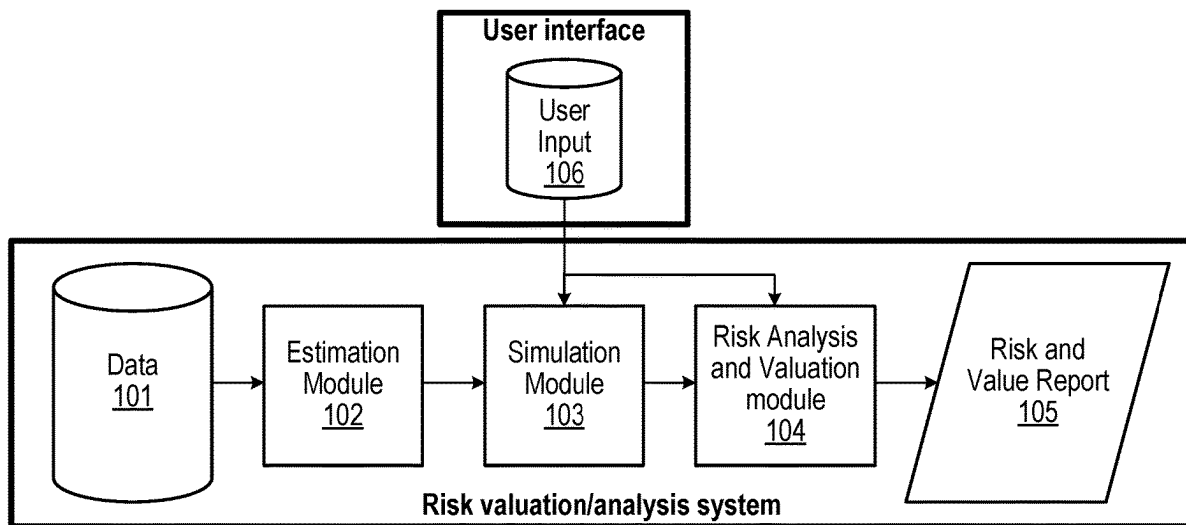 User interface
User
Input
106
Data
101
Estimation
Module
102
Simulation
Module
103
Risk Analysis
and Valuation
module
104
Risk and
Value Report
105
Risk valuation/analysis system